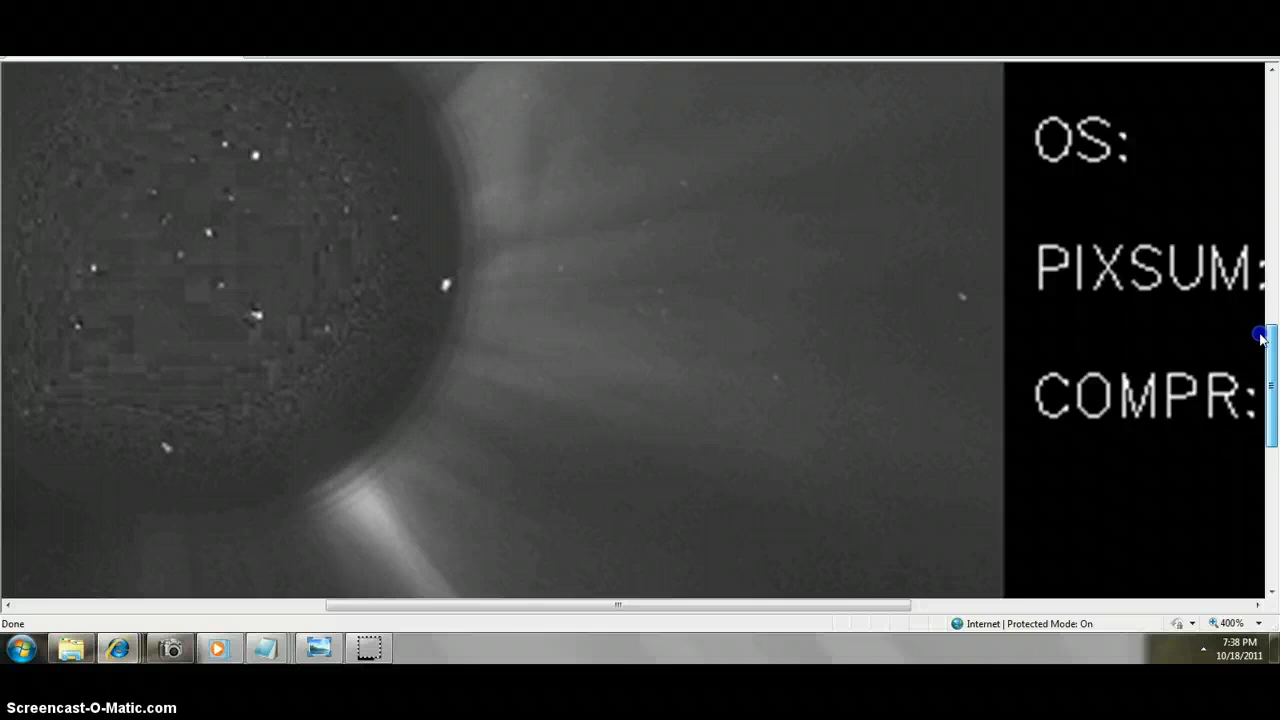 OS:
PIXSUM:
COMPR:
Done
Internet | Protected Mode: On
400%
7:38 PM
10/18/2011
Screencast-O-Matic.com